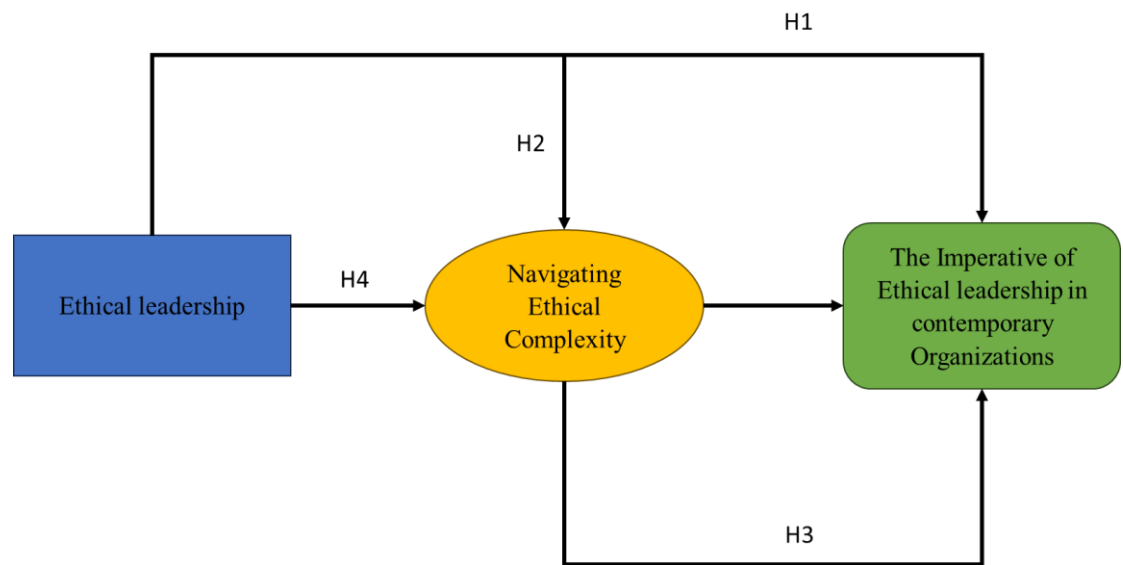 H1
H2
Ethical leadership
H4
Navigating
Ethical
Complexity
The Imperative of
Ethical leadership in
contemporary
Organizations
H3